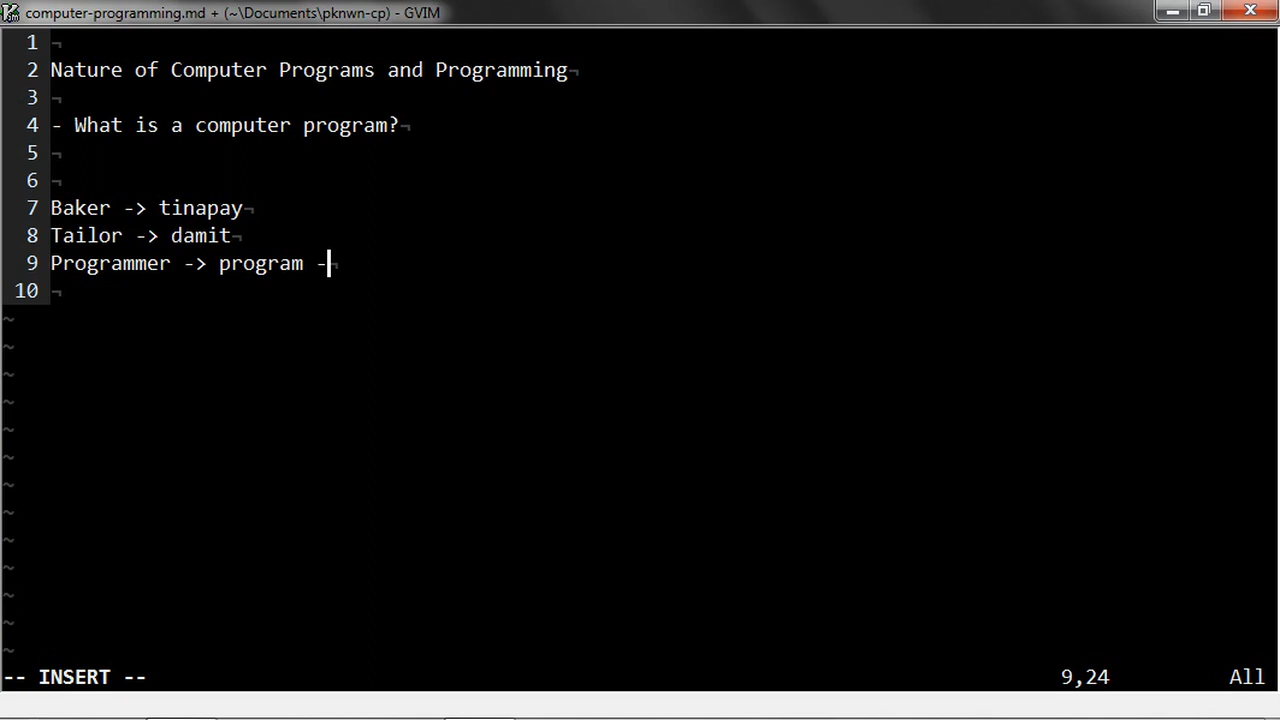 computer-programming.md + (~\Documents\pknwn-cp) - GVIM
1 ¬
2 Nature of Computer Programs and Programming¬
3 ¬
4 - What is a computer program?¬
5 ¬
6 ¬
7 Baker -> tinapay¬
8 Tailor -> damit¬
9 Programmer -> program -¬
10 ¬
~
~
~
~
~
~
~
~
~
~
~
~
~
-- INSERT -- 9,24 All